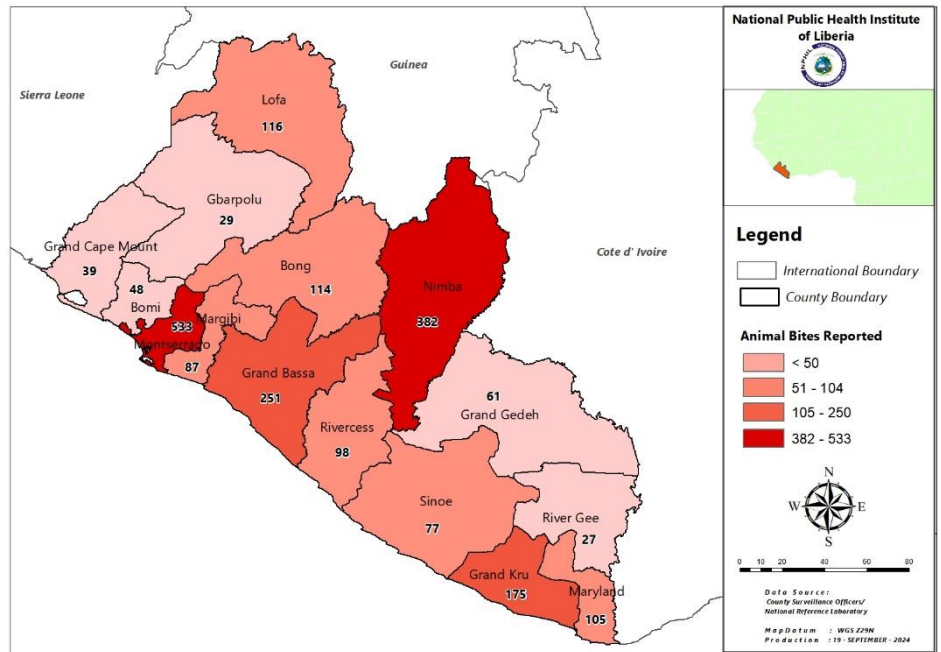 National Public Health Institute
of Liberia
Sierra Leone
Guinea
Cote d' Ivoire
Lofa
116
Gbarpolu
29
Grand Cape Mount
39
48
Bomi
Bong
114
Nimba
382
533
Margibi
Montserrado
87
Grand Bassa
251
Rivercess
98
61
Grand Gedeh
Sinoe
77
River Gee
27
Grand Kru
175
Maryland
105
Legend
International Boundary
County Boundary
Animal Bites Reported
< 50
51 - 104
105 - 250
382 - 533
N
W
E
S
0 10 20 40 60 80
Data Source:
County Surveillance Officers/
National Reference Laboratory
MapDatum : WGS Z29N
Production : 19 - SEPTEMBER - 2024